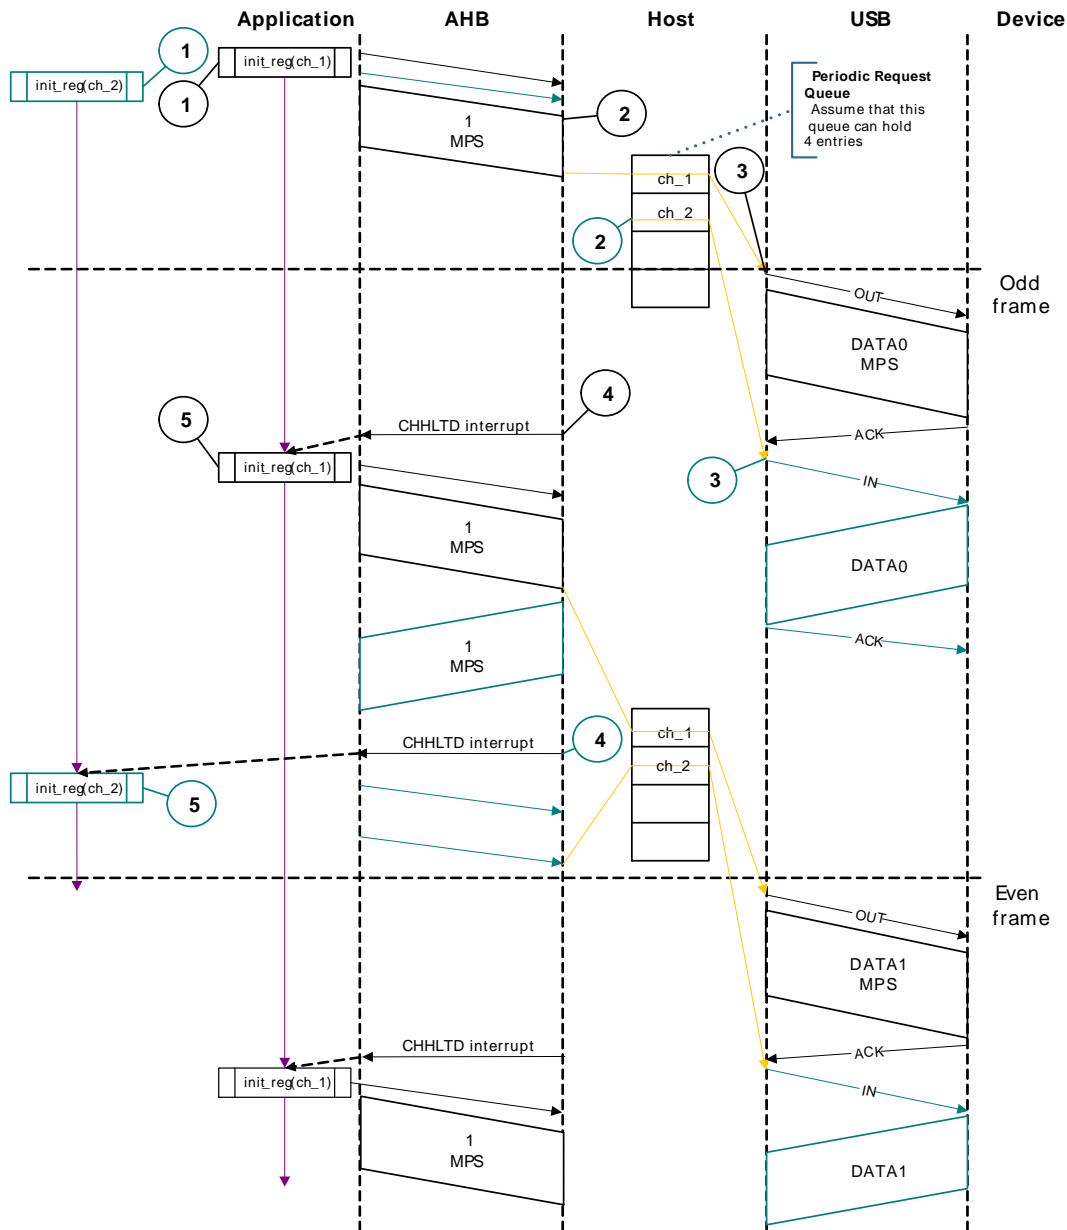 Application
AHB
Host
USB
Device
1
init_reg(ch_2)
init_reg(ch_1)
1
Periodic Request
Queue
Assume that this
queue can hold
4 entries
1
MPS
2
3
ch_1
ch_2
2
Odd
frame
OUT
DATA0
MPS
4
CHHLTD interrupt
5
ACK
init_reg(ch_1)
3
IN
1
MPS
DATA0
ACK
1
MPS
CHHLTD interrupt
4
ch_1
ch_2
init_reg(ch_2)
5
Even
frame
OUT
DATA1
MPS
CHHLTD interrupt
ACK
init_reg(ch_1)
IN
1
MPS
DATA1